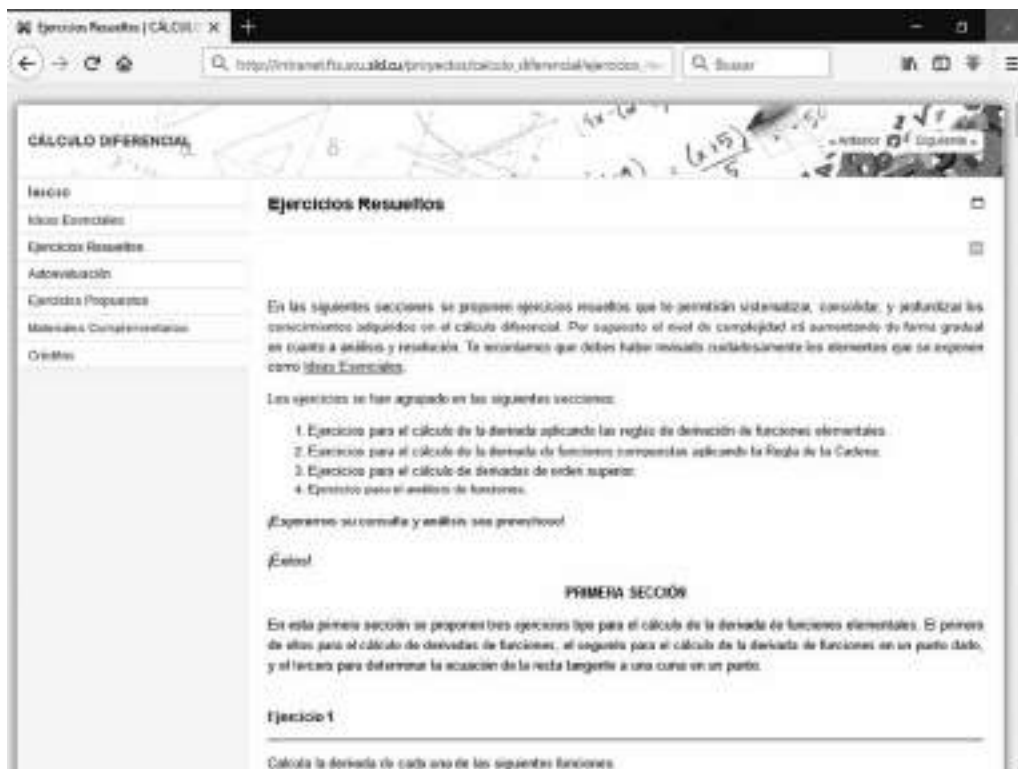 Ejercicios Resueltos | CÁLCUL
Buscar
CÁLCULO DIFERENCIAL
« Anterior
Siguiente »
Inicio
Ideas Esenciales
Ejercicios Resueltos
Autoevaluación
Ejercicios Propuestos
Materiales Complementarios
Créditos
Ejercicios Resueltos
En las siguientes secciones se proponen ejercicios resueltos que te permitirán sistematizar, consolidar, y profundizar los
conocimientos adquiridos en el cálculo diferencial. Por supuesto el nivel de complejidad irá aumentando de forma gradual
en cuanto a análisis y resolución. Te recordamos que debes haber revisado cuidadosamente los elementos que se exponen
como Ideas Esenciales.
Los ejercicios se han agrupado en las siguientes secciones:
1. Ejercicios para el cálculo de la derivada aplicando las reglas de derivación de funciones elementales.
2. Ejercicios para el cálculo de la derivada de funciones compuestas aplicando la Regla de la Cadena.
3. Ejercicios para el cálculo de derivadas de orden superior.
4. Ejercicios para el análisis de funciones.
¡Esperamos su consulta y análisis sea provechoso!
¡Éxitos!
PRIMERA SECCIÓN
En esta primera sección se proponen tres ejercicios tipo para el cálculo de la derivada de funciones elementales. El primero
de ellos para el cálculo de derivadas de funciones, el segundo para el cálculo de la derivada de funciones en un punto dado,
y el tercero para determinar la ecuación de la recta tangente a una curva en un punto.
Ejercicio 1
Calcula la derivada de cada una de las siguientes funciones